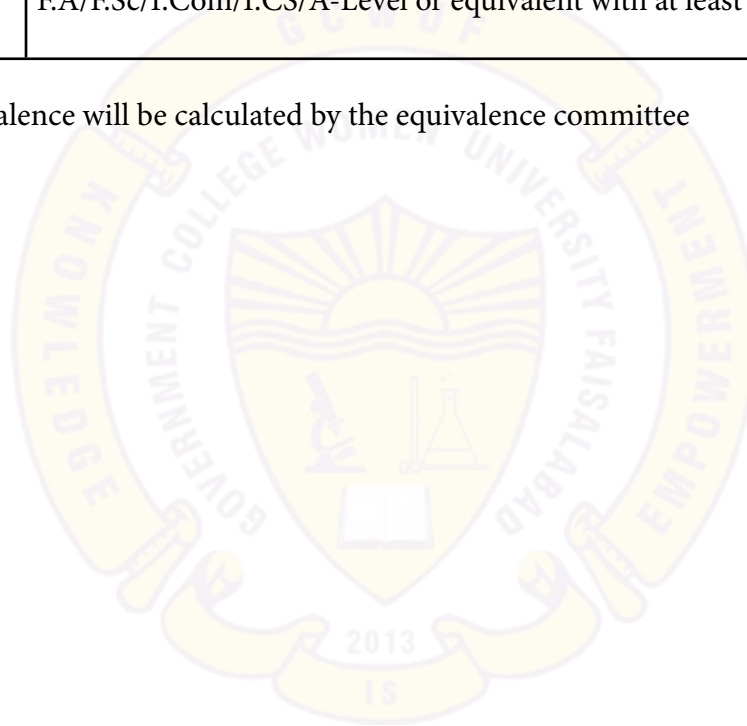 F.A/F.Sc/I.Com/I.CS/A-Level or equivalent with at least
alence will be calculated by the equivalence committee
GCWUF
GOVERNMENT COLLEGE WOMEN UNIVERSITY FAISALABAD
KNOWLEDGE
EMPOWERMENT
2013
IS